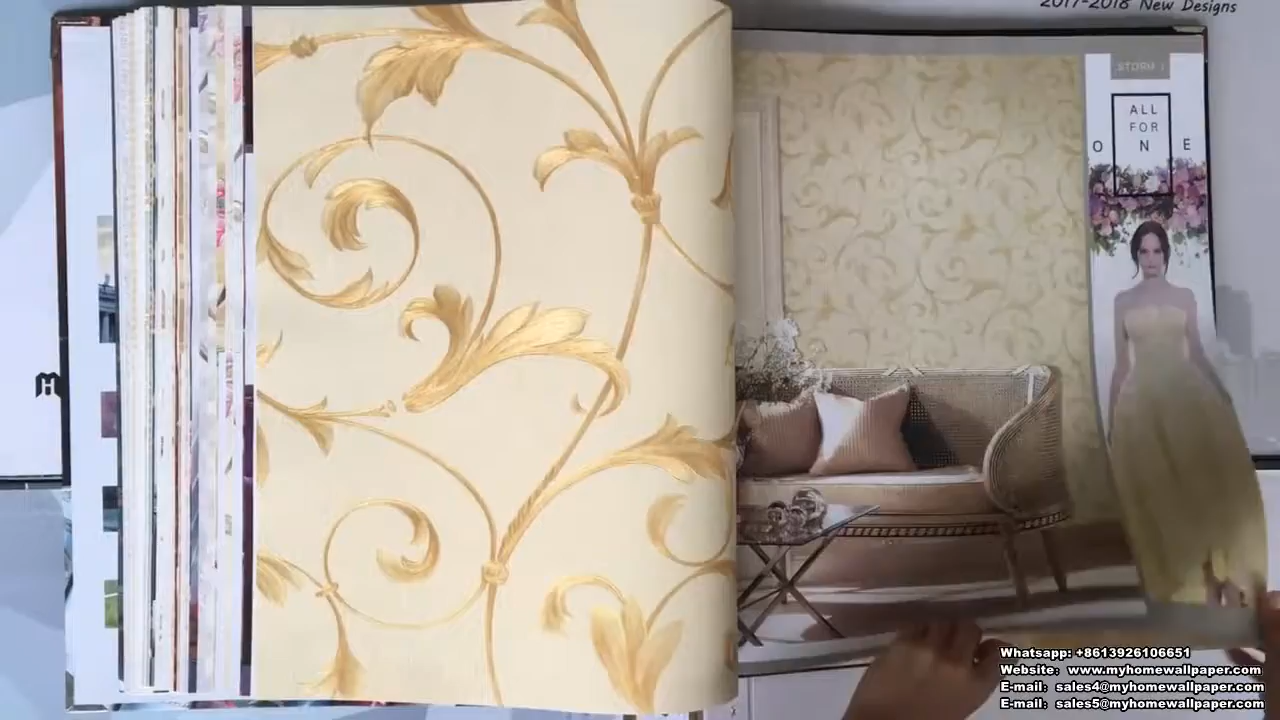 2017-2018 New Designs
STORY
ALL
FOR
O N E
Whatsapp: +8613926106651
Website: www.myhomewallpaper.com
E-mail: sales4@myhomewallpaper.com
E-mail: sales5@myhomewallpaper.com